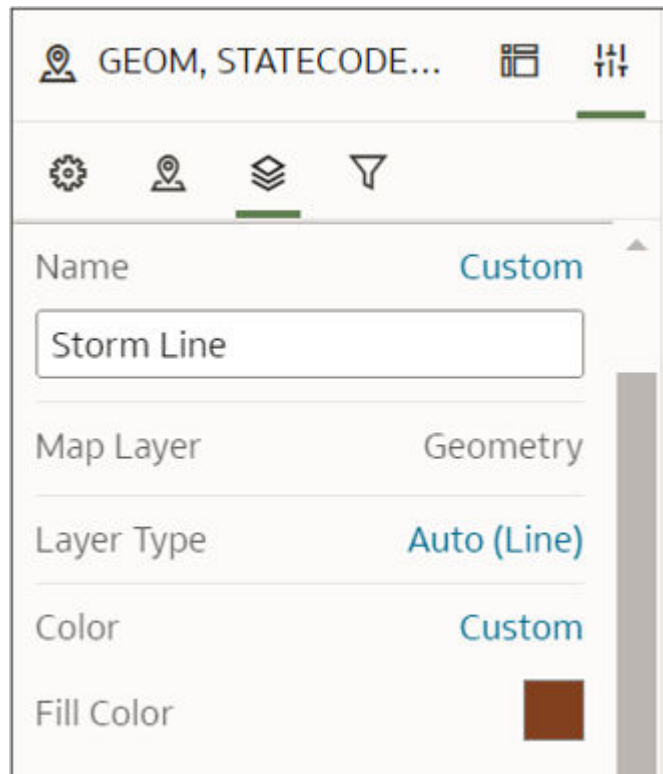 GEOM, STATECODE...
Name Custom
Storm Line
Map Layer Geometry
Layer Type Auto (Line)
Color Custom
Fill Color